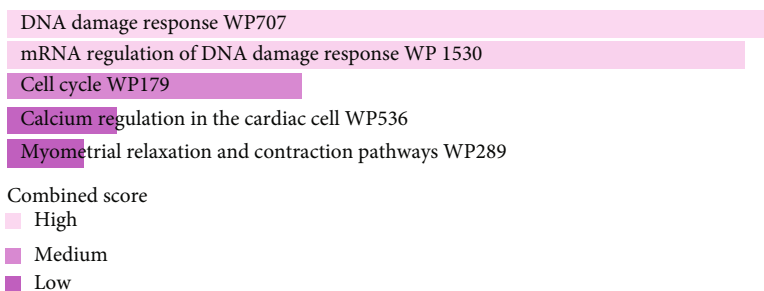 DNA damage response WP707
mRNA regulation of DNA damage response WP 1530
Cell cycle WP179
Calcium regulation in the cardiac cell WP536
Myometrial relaxation and contraction pathways WP289
Combined score
High
Medium
Low